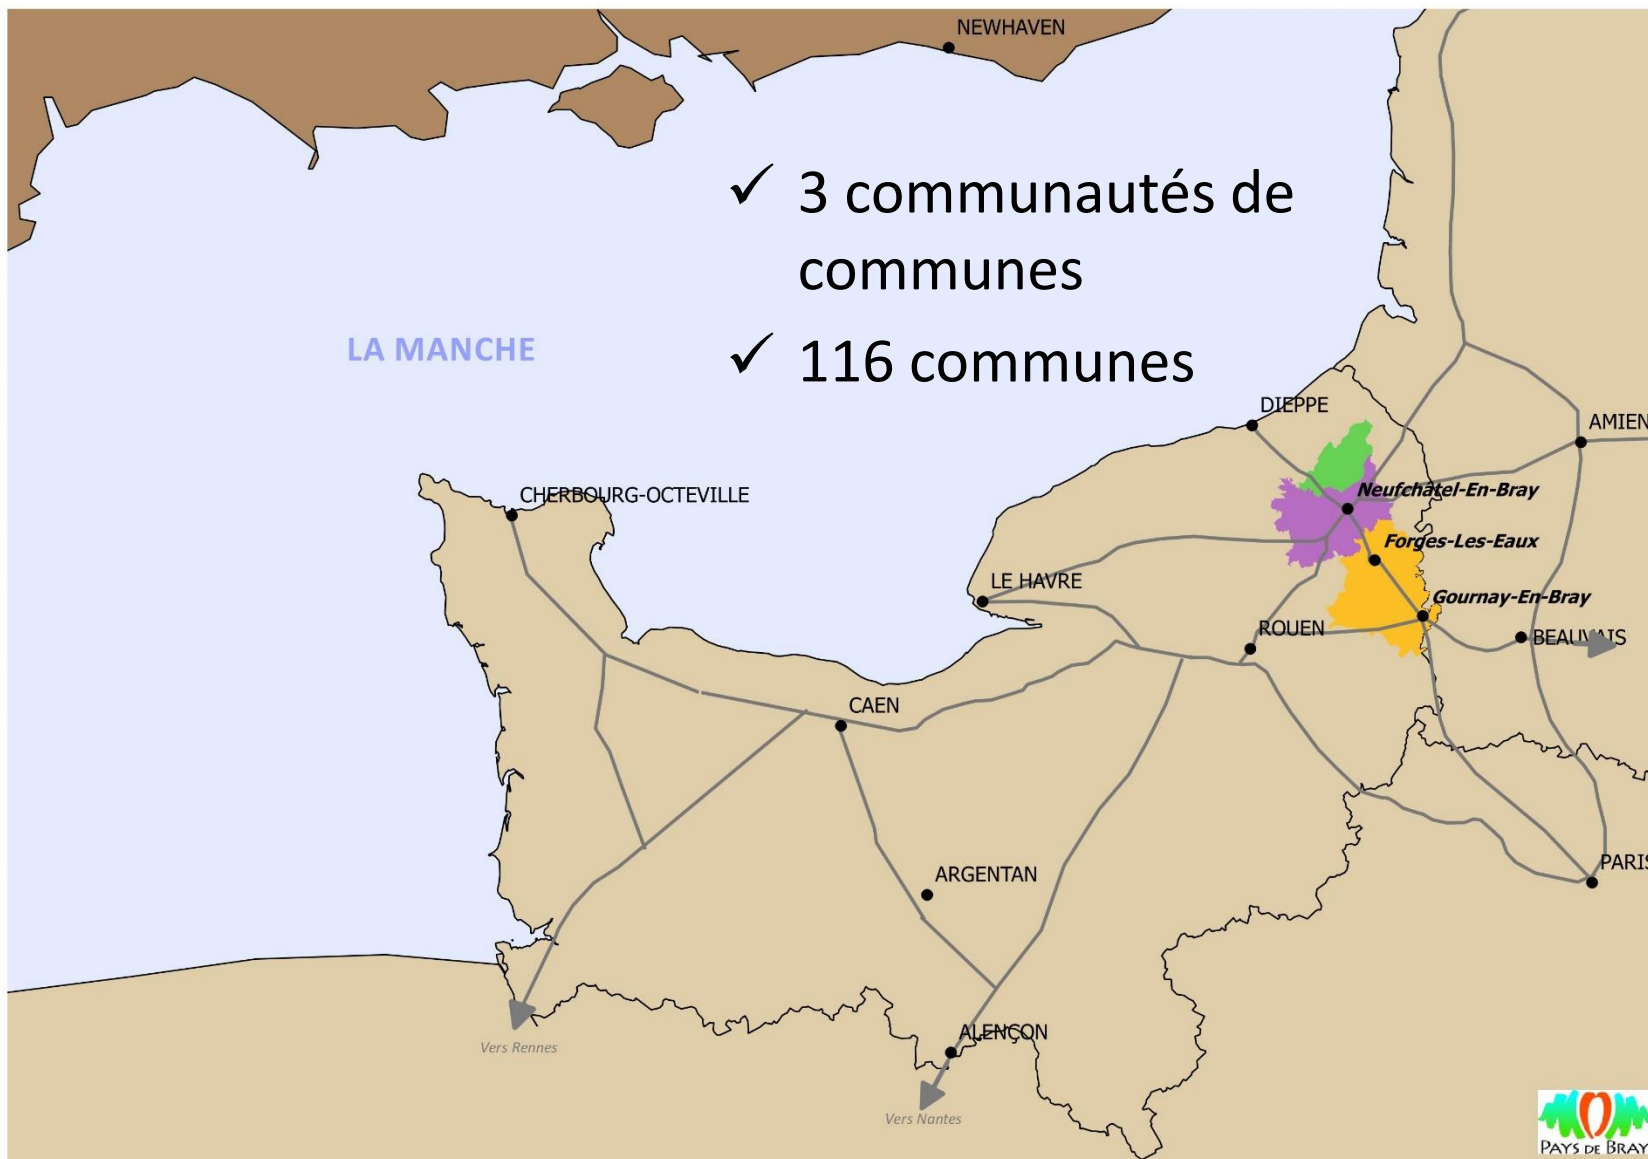 NEWHAVEN
✓ 3 communautés de
communes
✓ 116 communes
LA MANCHE
DIEPPE
AMIEN
CHERBOURG-OCTEVILLE
Neufchâtel-En-Bray
Forges-Les-Eaux
LE HAVRE
Gournay-En-Bray
ROUEN
BEAUVAIS
CAEN
PARIS
ARGENTAN
ALENÇON
Vers Rennes
Vers Nantes
PAYS DE BRAY